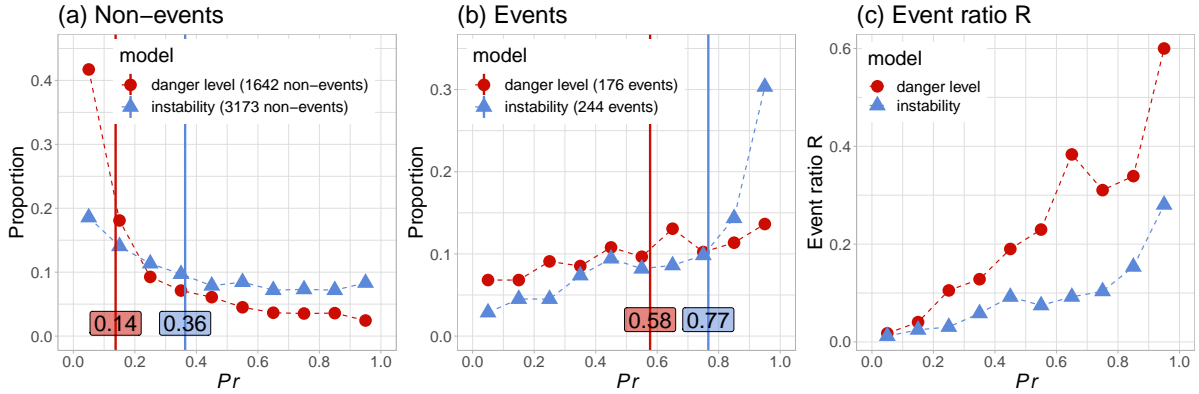 (a) Non−events
model
danger level (1642 non−events)
instability (3173 non−events)
Proportion
0.4
0.3
0.2
0.1
0.0
0.14
0.36
0.0 0.2 0.4 0.6 0.8 1.0
Pr
(b) Events
model
danger level (176 events)
instability (244 events)
Proportion
0.3
0.2
0.1
0.0
0.58
0.77
0.0 0.2 0.4 0.6 0.8 1.0
Pr
(c) Event ratio R
model
danger level
instability
Event ratio R
0.6
0.4
0.2
0.0
0.0 0.2 0.4 0.6 0.8 1.0
Pr